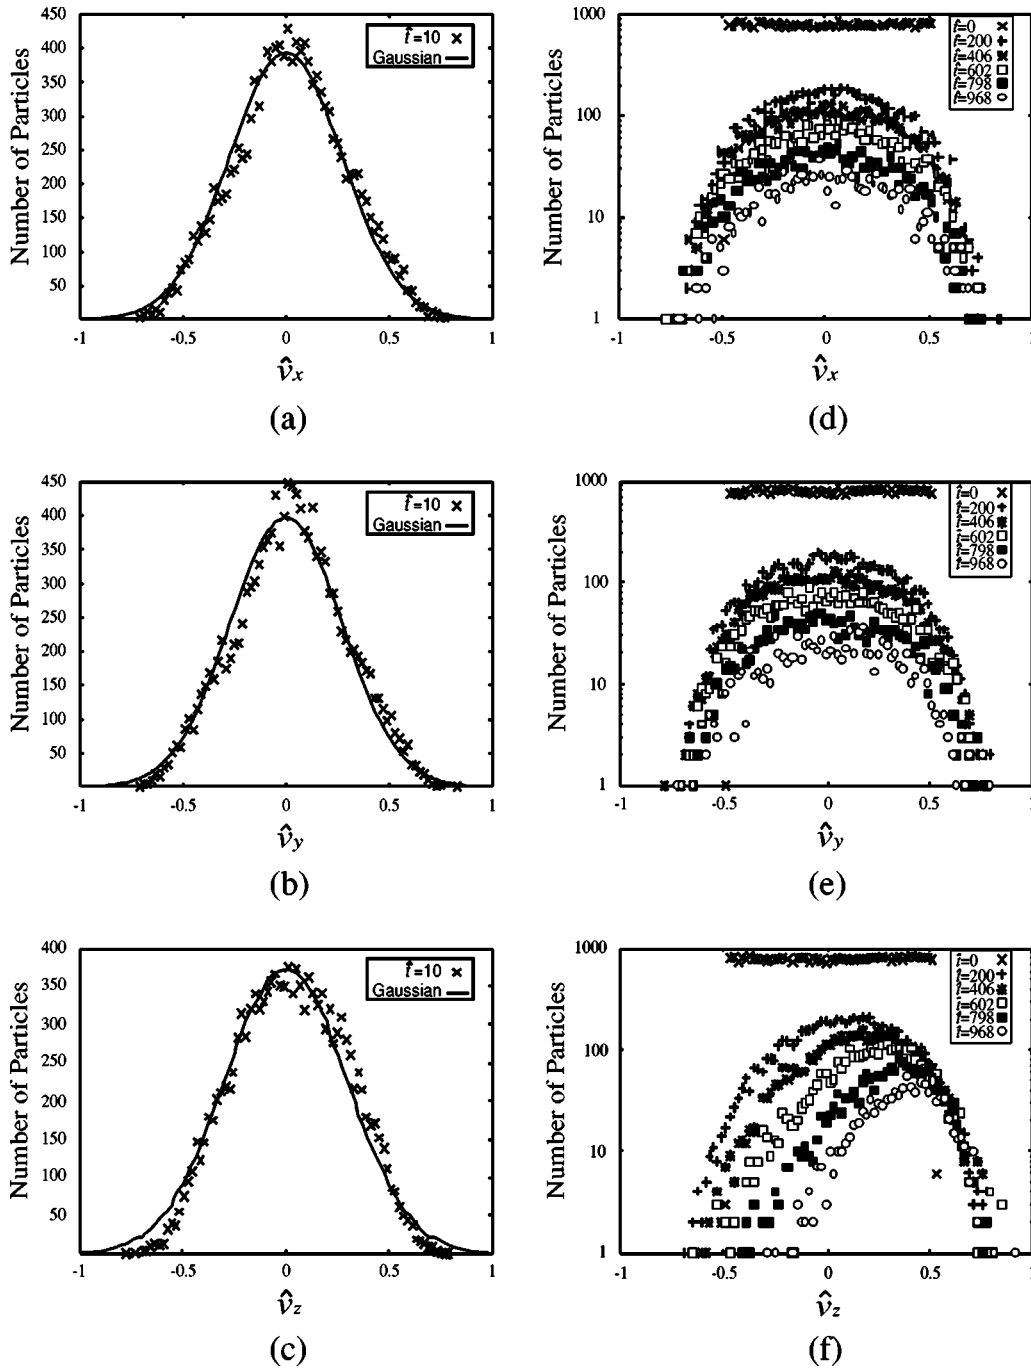 Number of Particles
450
400
350
300
250
200
150
100
50
-1
-0.5
0
0.5
1
t̂=10
Gaussian
v̂x
(a)
Number of Particles
1000
100
10
1
-1
-0.5
0
0.5
1
t̂=0
t̂=200
t̂=406
t̂=602
t̂=798
t̂=968
v̂x
(d)
Number of Particles
450
400
350
300
250
200
150
100
50
-1
-0.5
0
0.5
1
t̂=10
Gaussian
v̂y
(b)
Number of Particles
1000
100
10
1
-1
-0.5
0
0.5
1
t̂=0
t̂=200
t̂=406
t̂=602
t̂=798
t̂=968
v̂y
(e)
Number of Particles
400
350
300
250
200
150
100
50
-1
-0.5
0
0.5
1
t̂=10
Gaussian
v̂z
(c)
Number of Particles
1000
100
10
1
-1
-0.5
0
0.5
1
t̂=0
t̂=200
t̂=406
t̂=602
t̂=798
t̂=968
v̂z
(f)